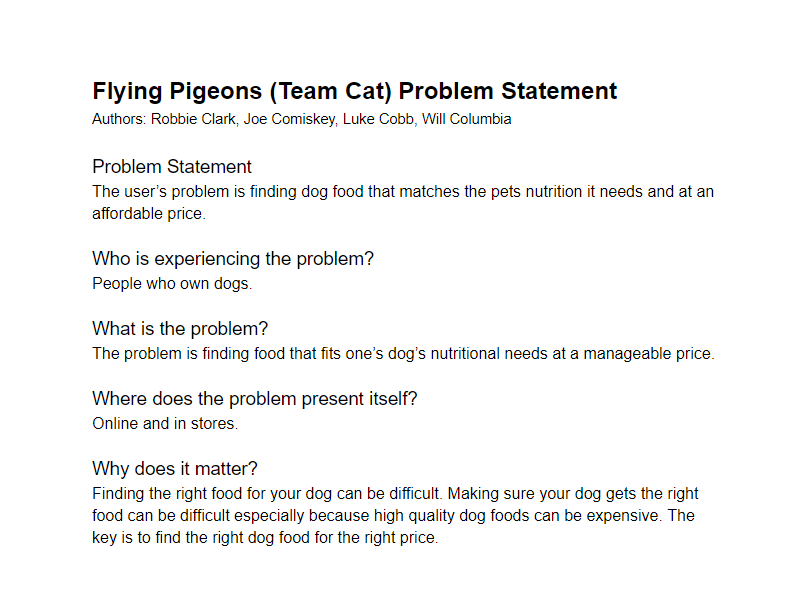 Flying Pigeons (Team Cat) Problem Statement
Authors: Robbie Clark, Joe Comiskey, Luke Cobb, Will Columbia
Problem Statement
The user’s problem is finding dog food that matches the pets nutrition it needs and at an
affordable price.
Who is experiencing the problem?
People who own dogs.
What is the problem?
The problem is finding food that fits one’s dog’s nutritional needs at a manageable price.
Where does the problem present itself?
Online and in stores.
Why does it matter?
Finding the right food for your dog can be difficult. Making sure your dog gets the right
food can be difficult especially because high quality dog foods can be expensive. The
key is to find the right dog food for the right price.